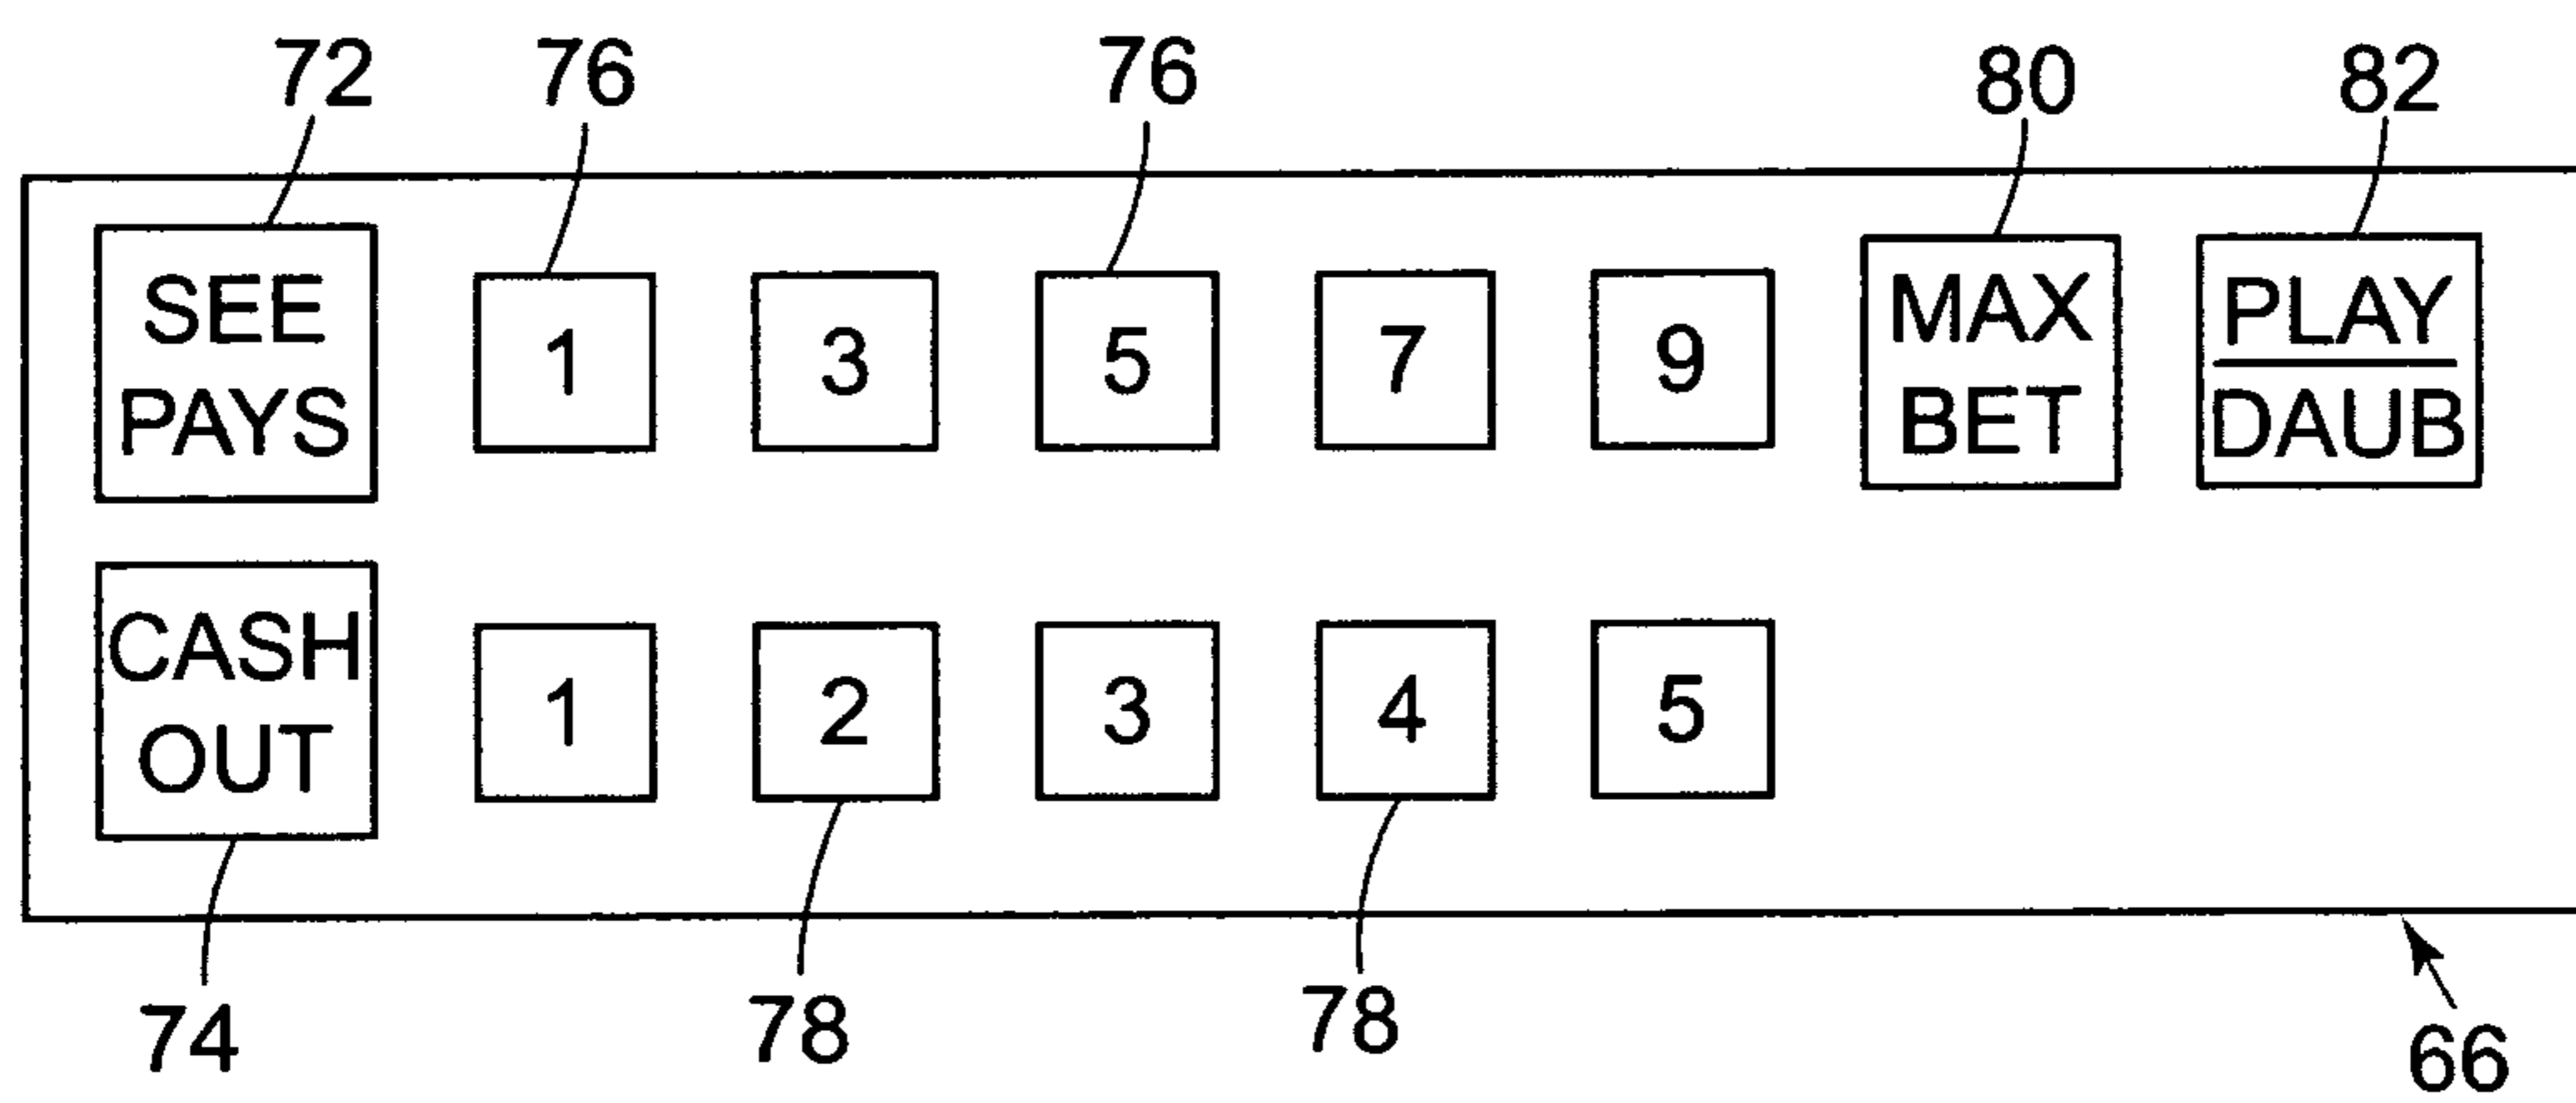 72 76 76 80 82
SEE
PAYS
1 3 5 7 9
MAX
BET
PLAY
DAUB
CASH
OUT
1 2 3 4 5
74 78 78 66